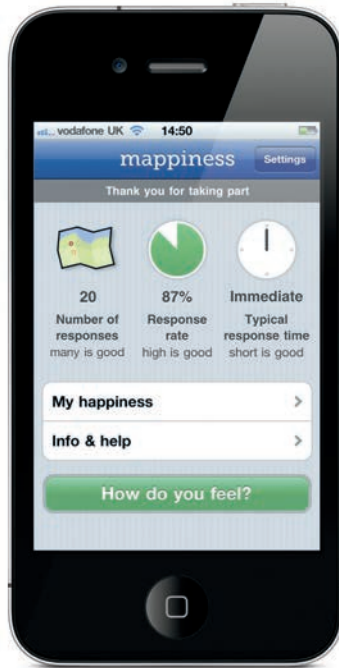 vodafone UK 14:50
mappiness Settings
Thank you for taking part
20 87% Immediate
Number of Response Typical
responses rate response time
many is good high is good short is good
My happiness
Info & help
How do you feel?